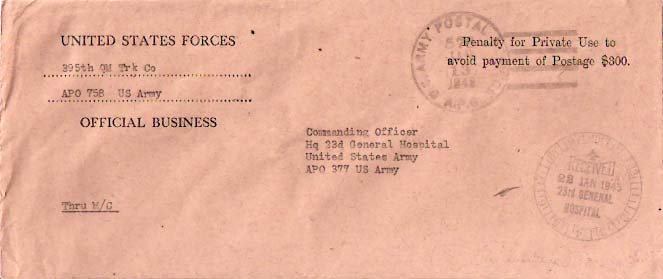 UNITED STATES FORCES
395th QM Trk Co
APO 758 US Army
OFFICIAL BUSINESS
ARMY POSTAL
A.P.O.
Penalty for Private Use to
avoid payment of Postage $300.
Commanding Officer
Hq 23d General Hospital
United States Army
APO 377 US Army
RECEIVED
22 JAN 1945
23rd GENERAL
HOSPITAL
Thru M/C